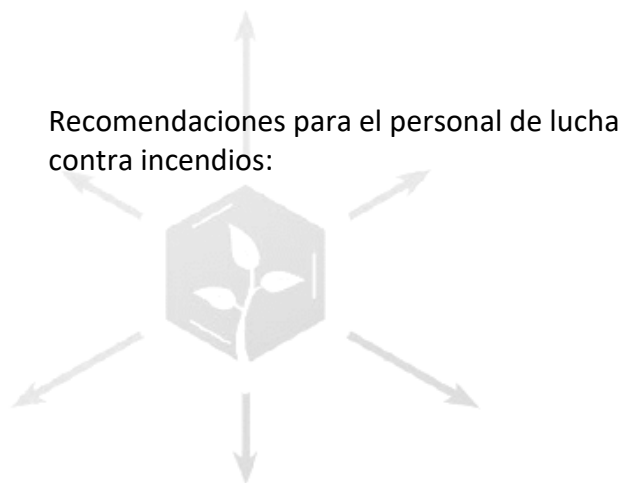 Recomendaciones para el personal de lucha
contra incendios: